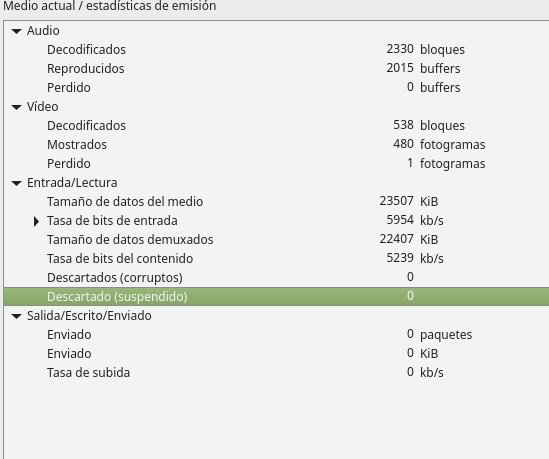 Medio actual / estadísticas de emisión
Audio
Decodificados 2330 bloques
Reproducidos 2015 buffers
Perdido 0 buffers
Vídeo
Decodificados 538 bloques
Mostrados 480 fotogramas
Perdido 1 fotogramas
Entrada/Lectura
Tamaño de datos del medio 23507 KiB
Tasa de bits de entrada 5954 kb/s
Tamaño de datos demuxados 22407 KiB
Tasa de bits del contenido 5239 kb/s
Descartados (corruptos) 0
Descartado (suspendido) 0
Salida/Escrito/Enviado
Enviado 0 paquetes
Enviado 0 KiB
Tasa de subida 0 kb/s